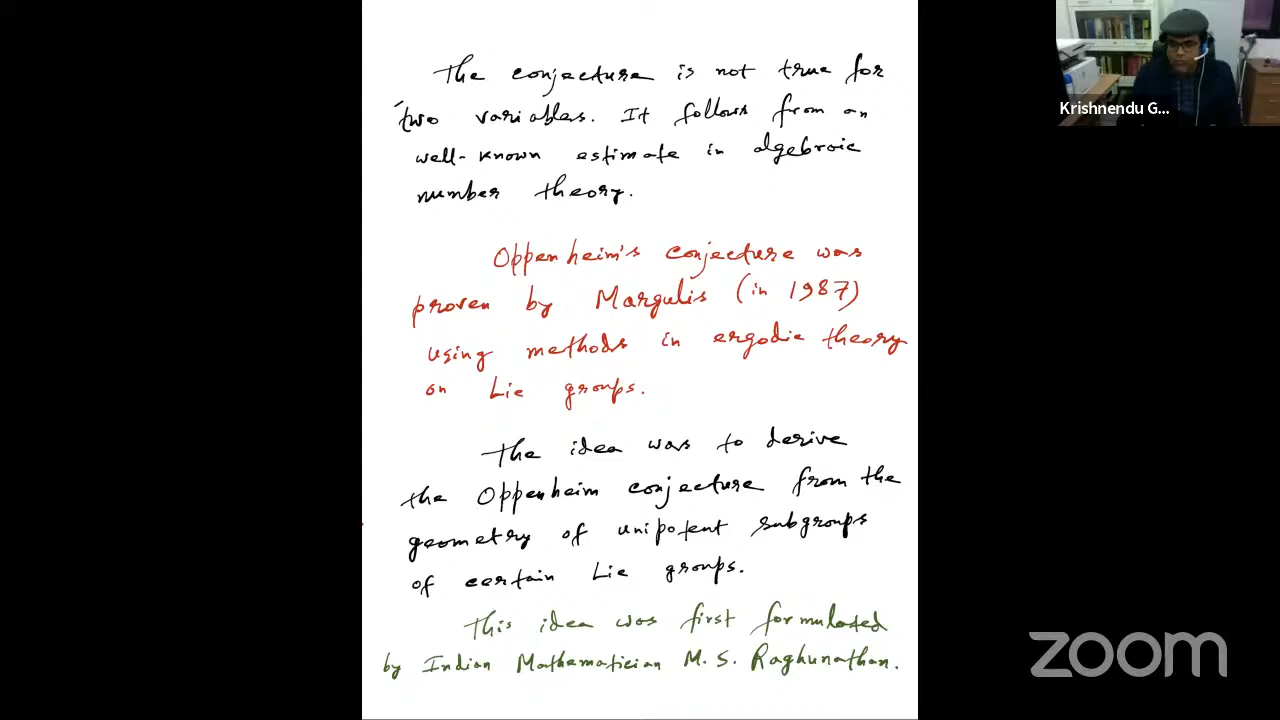 The conjecture is not true for
two variables. It follows from an
well-known estimate in algebraic
number theory.
Oppenheim's conjecture was
proven by Margulis (in 1987)
using methods in ergodic theory
on Lie groups.
The idea was to derive
the Oppenheim conjecture from the
geometry of unipotent subgroups
of certain Lie groups.
This idea was first formulated
by Indian Mathematician M. S. Raghunathan.
Krishnendu G...
zoom